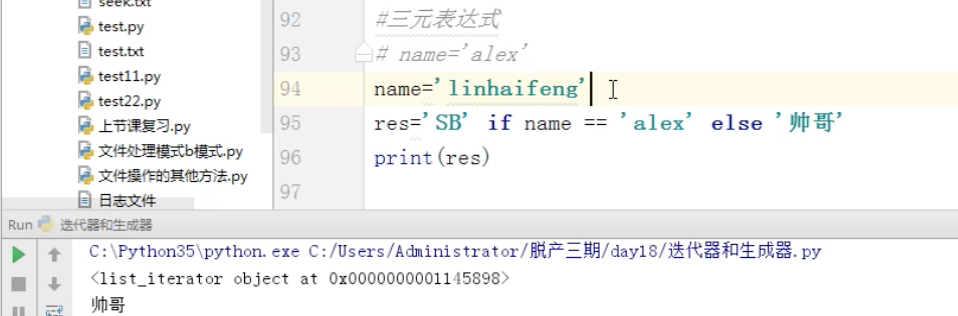 seek.txt
test.py
test.txt
test11.py
test22.py
上节课复习.py
文件处理模式b模式.py
文件操作的其他方法.py
日志文件
92 #三元表达式
93 # name='alex'
94 name='linhaifeng'
95 res='SB' if name == 'alex' else '帅哥'
96 print(res)
97
Run 迭代器和生成器
C:\Python35\python.exe C:/Users/Administrator/脱产三期/day18/迭代器和生成器.py
<list_iterator object at 0x0000000001145898>
帅哥